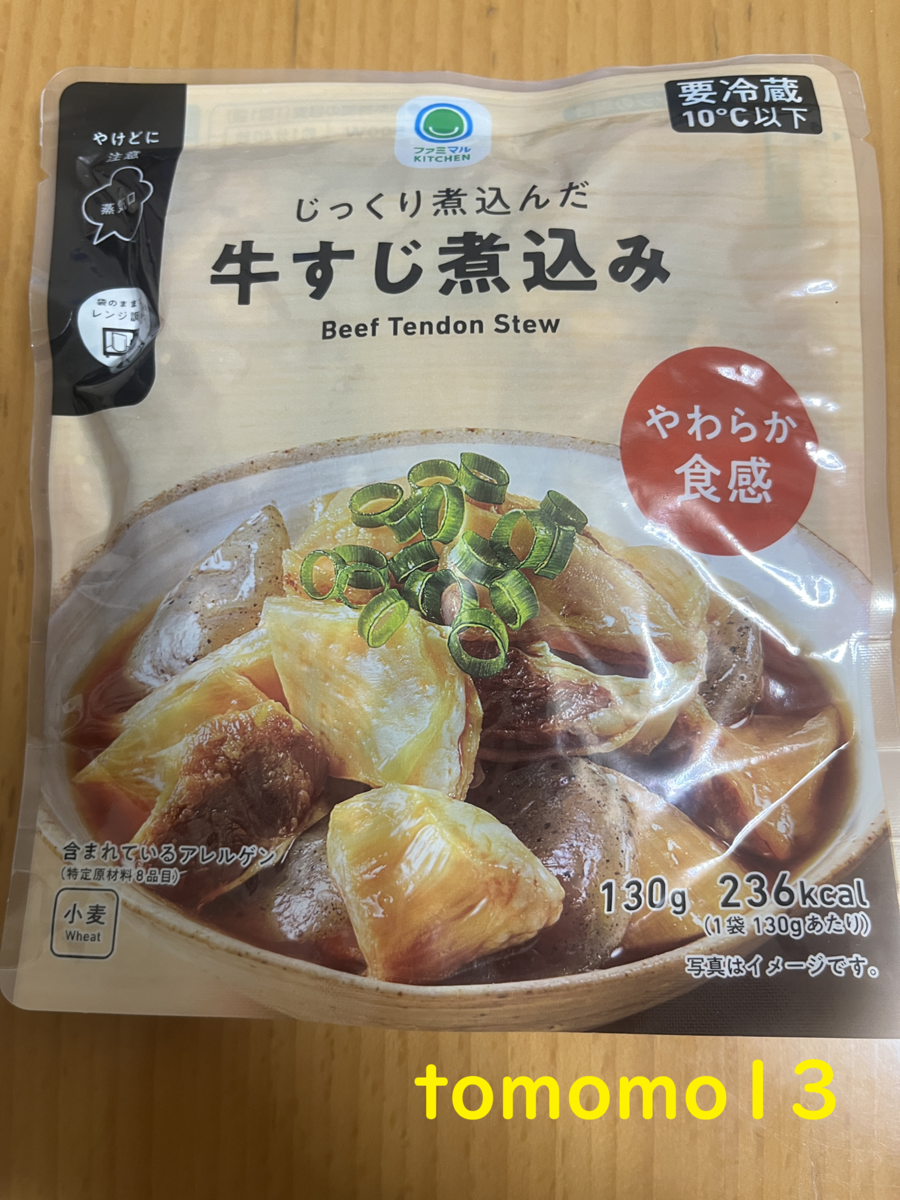 やけどに
注意
蒸気口
袋のまま
レンジ調
ファミマル
KITCHEN
要冷蔵
10℃以下
じっくり煮込んだ
牛すじ煮込み
Beef Tendon Stew
やわらか
食感
含まれているアレルゲン
(特定原材料8品目)
小麦
Wheat
130g 236kcal
(1袋 130gあたり)
写真はイメージです。
tomomo13